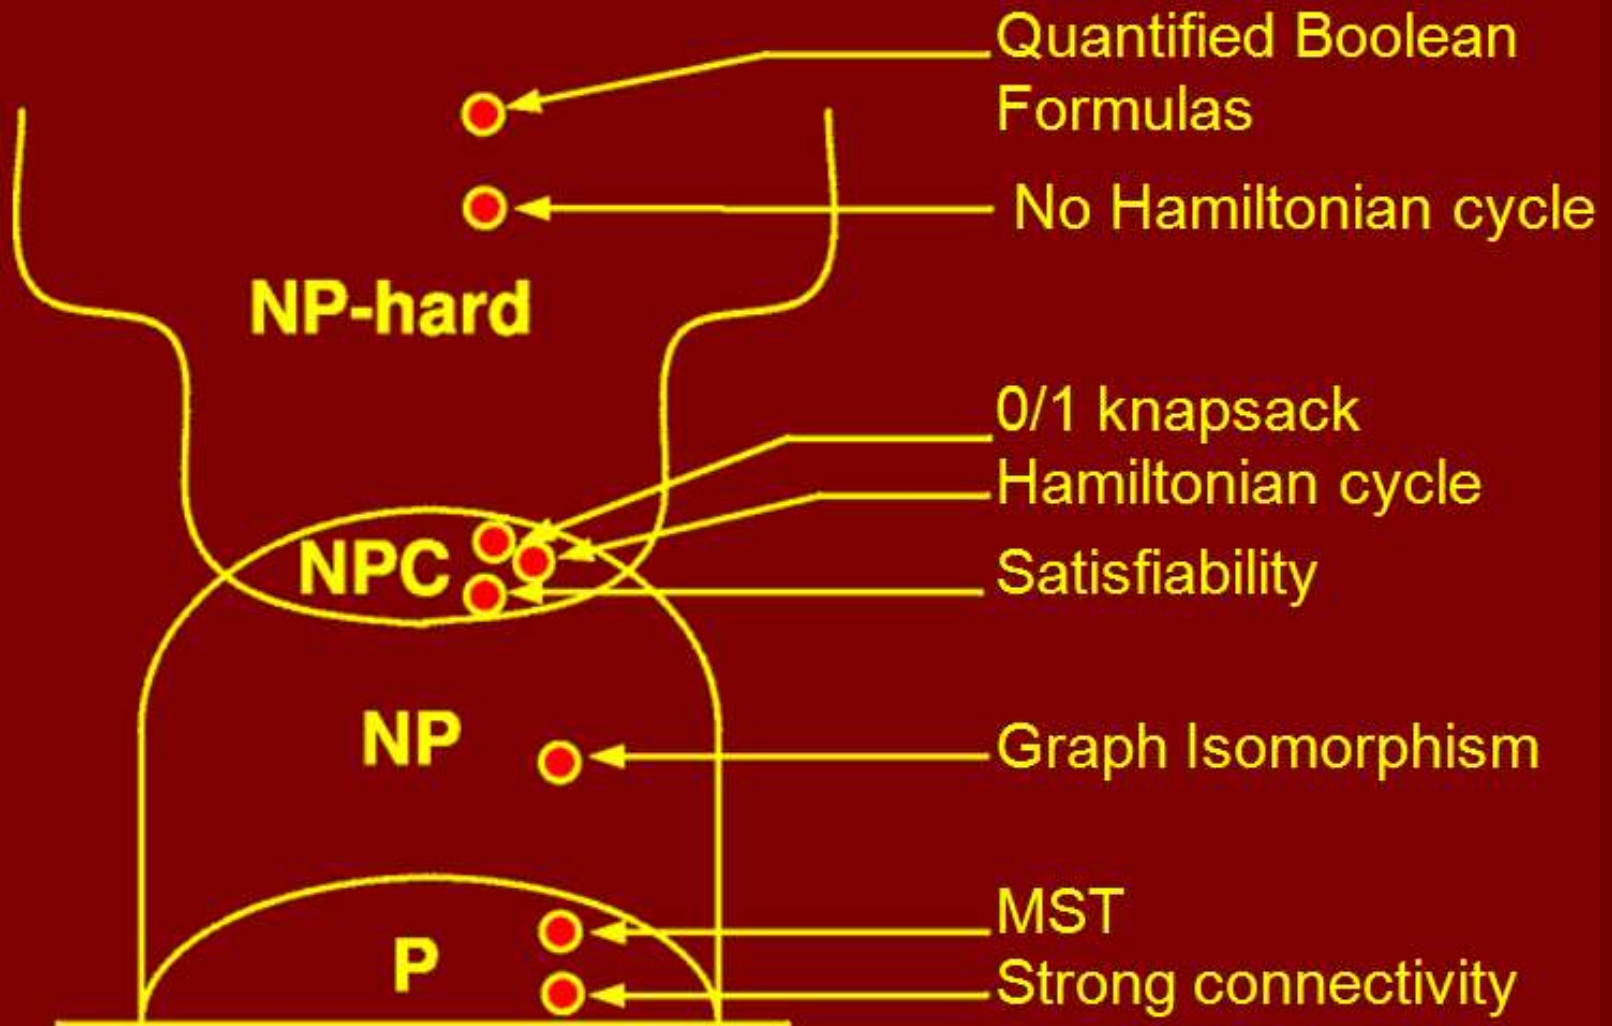 Quantified Boolean
Formulas
No Hamiltonian cycle
NP-hard
0/1 knapsack
Hamiltonian cycle
NPC
Satisfiability
NP
Graph Isomorphism
MST
P
Strong connectivity